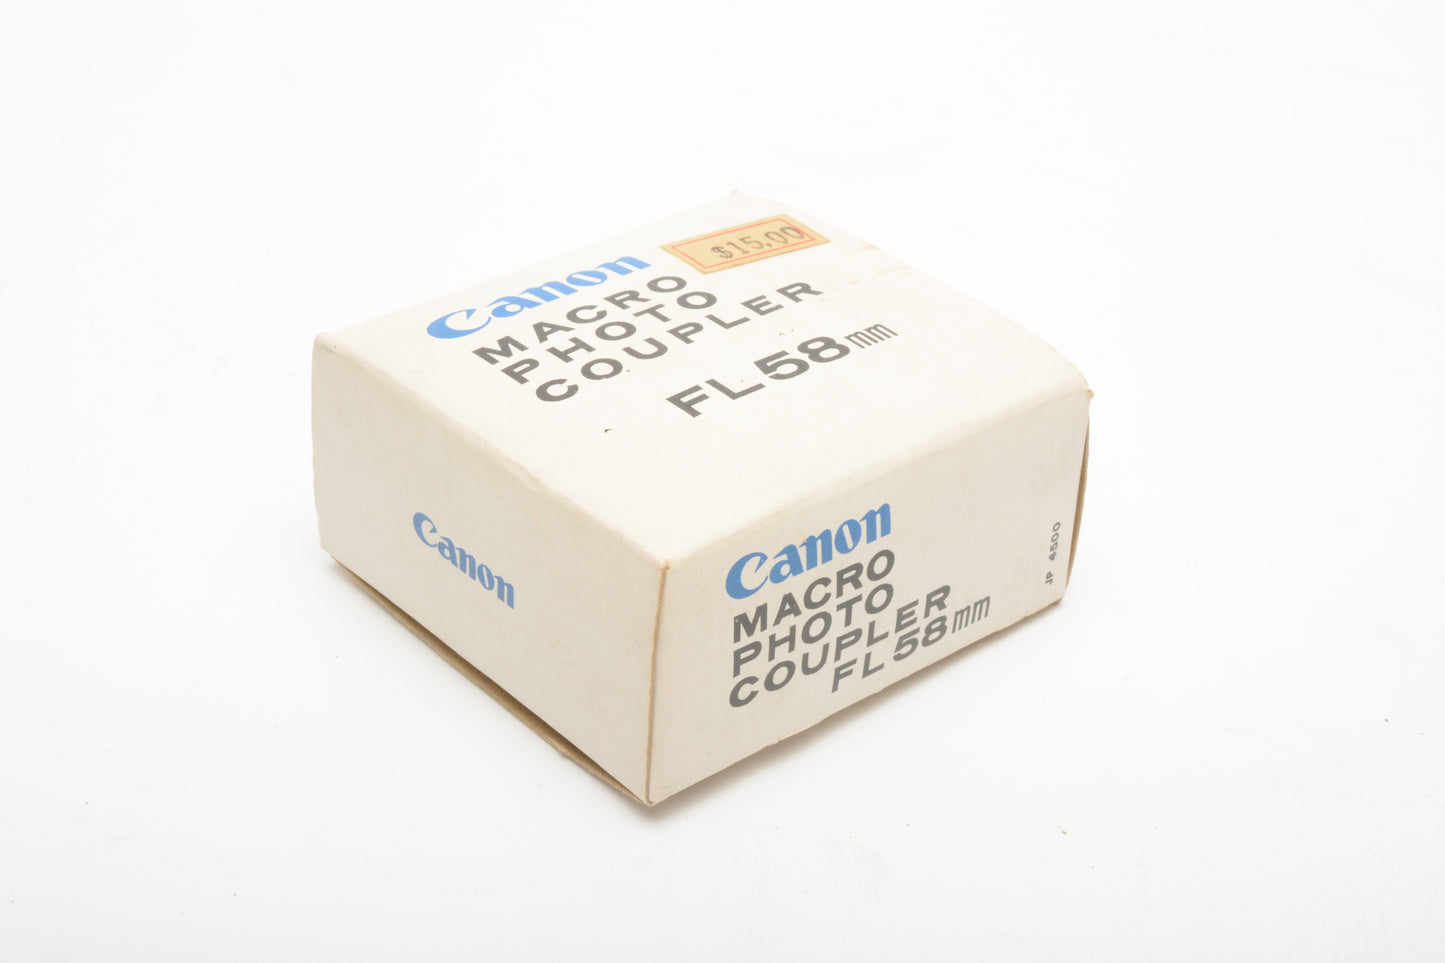 $15.00
Canon
MACRO
PHOTO
COUPLER
FL 58mm
Canon
Canon
MACRO
PHOTO
COUPLER
FL 58mm
JP 4500